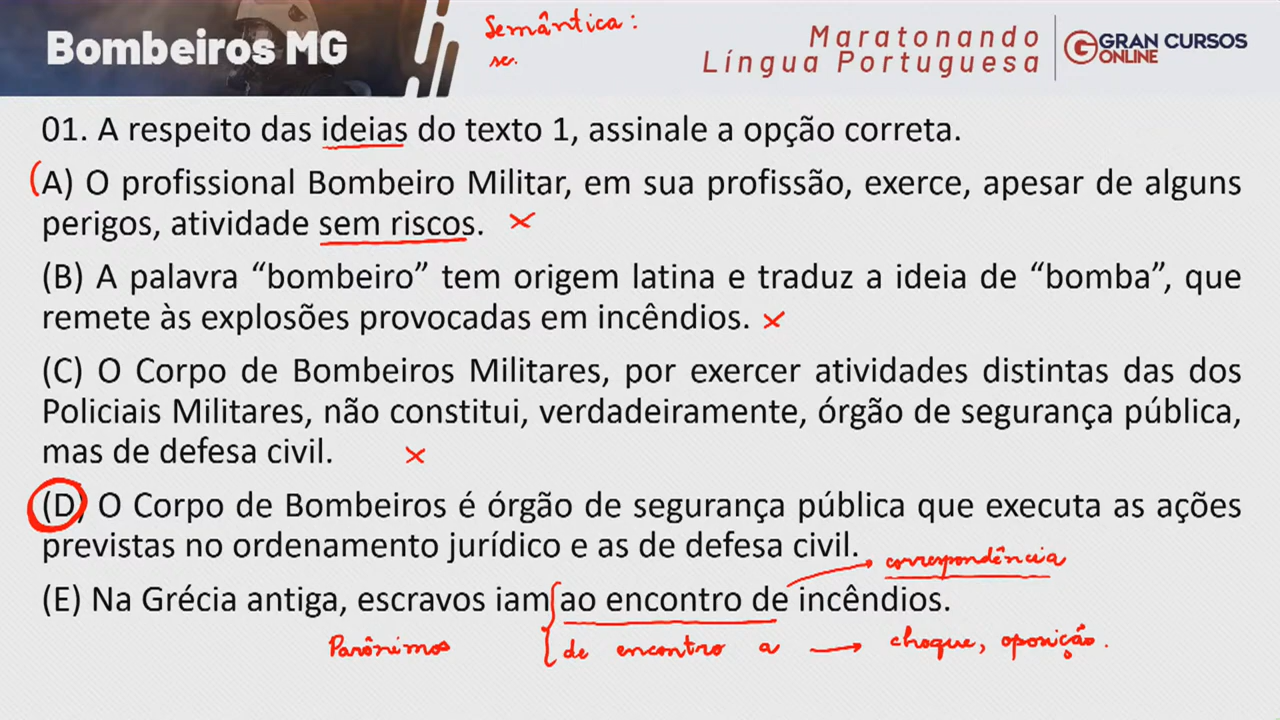 Bombeiros MG
Semântica:
se.
Maratonando
Língua Portuguesa
GRAN CURSOS
ONLINE
01. A respeito das ideias do texto 1, assinale a opção correta.
(A) O profissional Bombeiro Militar, em sua profissão, exerce, apesar de alguns
perigos, atividade sem riscos.
(B) A palavra “bombeiro” tem origem latina e traduz a ideia de “bomba”, que
remete às explosões provocadas em incêndios.
(C) O Corpo de Bombeiros Militares, por exercer atividades distintas das dos
Policiais Militares, não constitui, verdadeiramente, órgão de segurança pública,
mas de defesa civil.
(D) O Corpo de Bombeiros é órgão de segurança pública que executa as ações
previstas no ordenamento jurídico e as de defesa civil.
correspondência
(E) Na Grécia antiga, escravos iam ao encontro de incêndios.
Parônimos
de encontro a → choque, oposição.